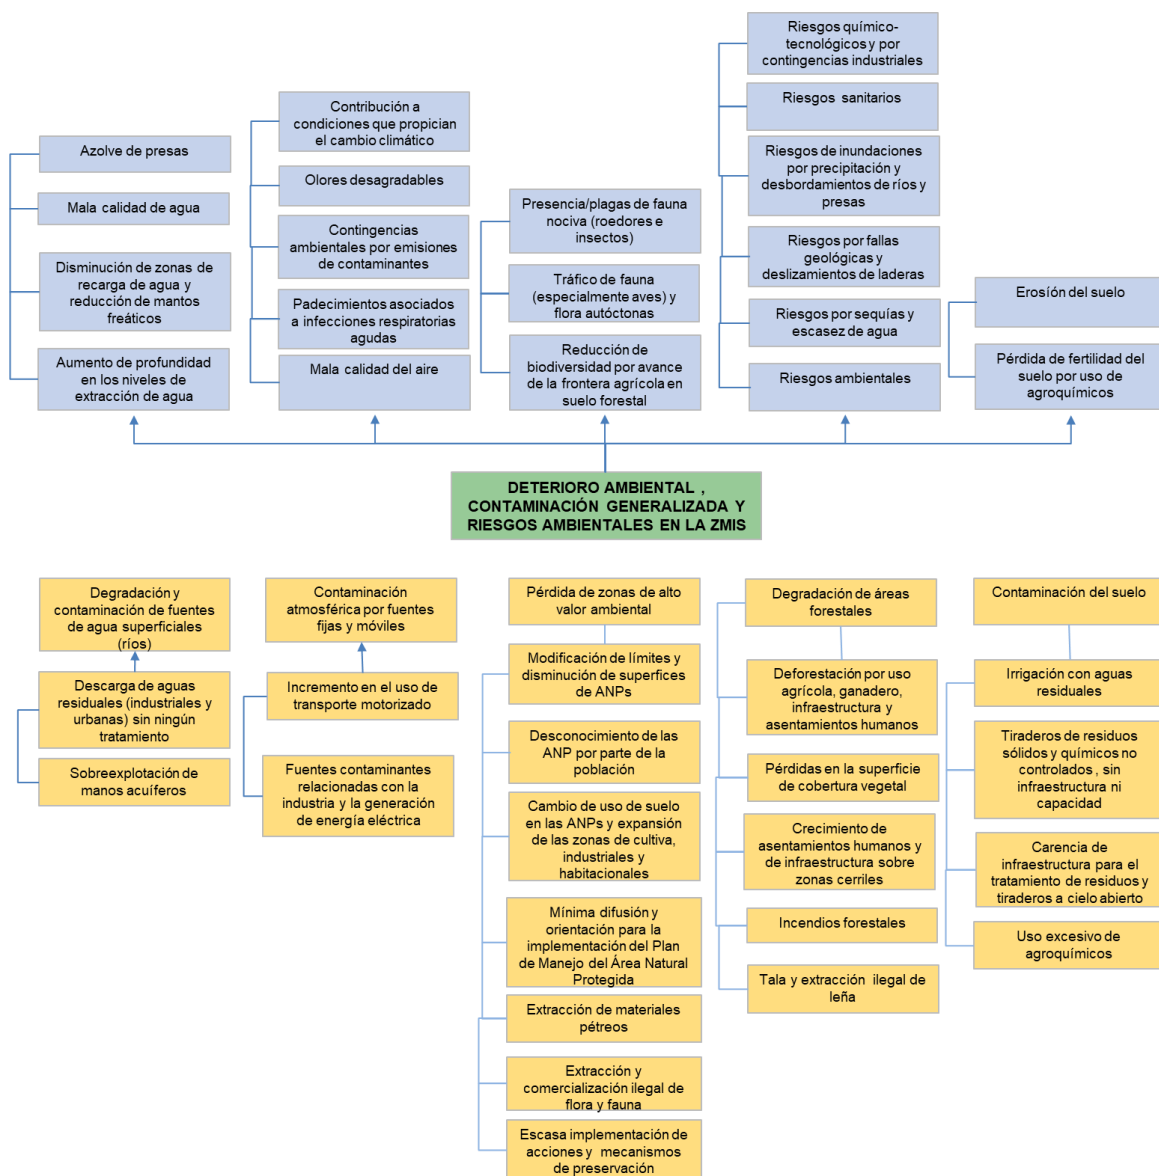 Azolve de presas
Mala calidad de agua
Disminución de zonas de
recarga de agua y
reducción de mantos
freáticos
Aumento de profundidad
en los niveles de
extracción de agua
Contribución a
condiciones que propician
el cambio climático
Olores desagradables
Contingencias
ambientales por emisiones
de contaminantes
Padecimientos asociados
a infecciones respiratorias
agudas
Mala calidad del aire
Presencia/plagas de fauna
nociva (roedores e
insectos)
Tráfico de fauna
(especialmente aves) y
flora autóctonas
Reducción de
biodiversidad por avance
de la frontera agrícola en
suelo forestal
Riesgos químico-
tecnológicos y por
contingencias industriales
Riesgos sanitarios
Riesgos de inundaciones
por precipitación y
desbordamientos de ríos y
presas
Riesgos por fallas
geológicas y
deslizamientos de laderas
Riesgos por sequías y
escasez de agua
Riesgos ambientales
Erosión del suelo
Pérdida de fertilidad del
suelo por uso de
agroquímicos
DETERIORO AMBIENTAL ,
CONTAMINACIÓN GENERALIZADA Y
RIESGOS AMBIENTALES EN LA ZMIS
Degradación y
contaminación de fuentes
de agua superficiales
(ríos)
Descarga de aguas
residuales (industriales y
urbanas) sin ningún
tratamiento
Sobreexplotación de
manos acuíferos
Contaminación
atmosférica por fuentes
fijas y móviles
Incremento en el uso de
transporte motorizado
Fuentes contaminantes
relacionadas con la
industria y la generación
de energía eléctrica
Pérdida de zonas de alto
valor ambiental
Modificación de límites y
disminución de superfices
de ANPs
Desconocimiento de las
ANP por parte de la
población
Cambio de uso de suelo
en las ANPs y expansión
de las zonas de cultiva,
industriales y
habitacionales
Mínima difusión y
orientación para la
implementación del Plan
de Manejo del Área Natural
Protegida
Extracción de materiales
pétreos
Extracción y
comercialización ilegal de
flora y fauna
Escasa implementación de
acciones y mecanismos
de preservación
Degradación de áreas
forestales
Deforestación por uso
agrícola, ganadero,
infraestructura y
asentamientos humanos
Pérdidas en la superficie
de cobertura vegetal
Crecimiento de
asentamientos humanos y
de infraestructura sobre
zonas cerriles
Incendios forestales
Tala y extracción ilegal de
leña
Contaminación del suelo
Irrigación con aguas
residuales
Tiraderos de residuos
sólidos y químicos no
controlados , sin
infraestructura ni
capacidad
Carencia de
infraestructura para el
tratamiento de residuos y
tiraderos a cielo abierto
Uso excesivo de
agroquímicos